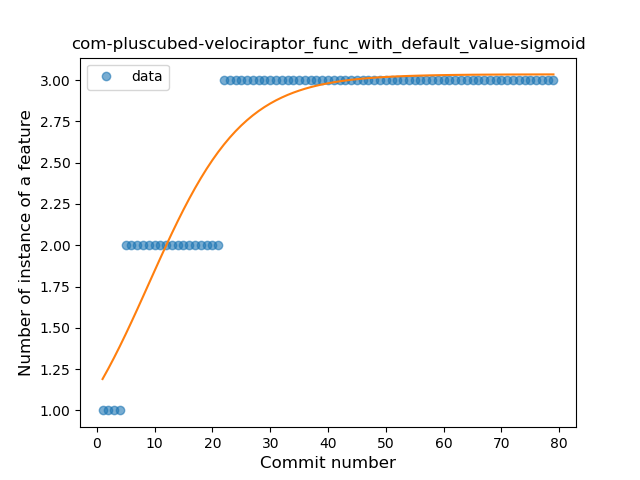 com-pluscubed-velociraptor_func_with_default_value-sigmoid
data
Number of instance of a feature
3.00
2.75
2.50
2.25
2.00
1.75
1.50
1.25
1.00
0 10 20 30 40 50 60 70 80
Commit number